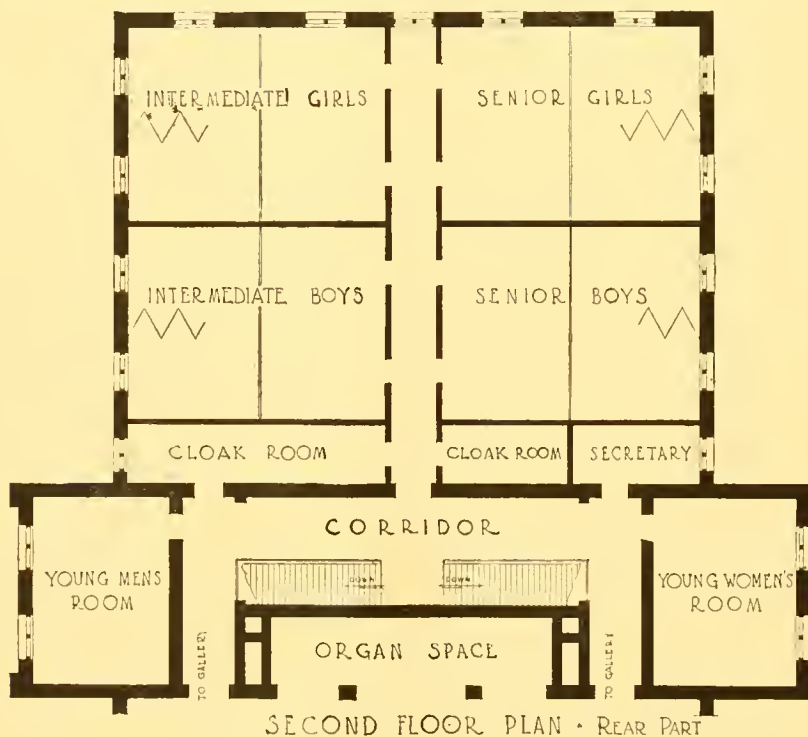 INTERMEDIATE GIRLS
SENIOR GIRLS
INTERMEDIATE BOYS
SENIOR BOYS
CLOAK ROOM
CLOAK ROOM
SECRETARY
CORRIDOR
YOUNG MENS
ROOM
DOWN
DOWN
YOUNG WOMEN'S
ROOM
TO GALLERY
ORGAN SPACE
TO GALLERY
SECOND FLOOR PLAN · REAR PART